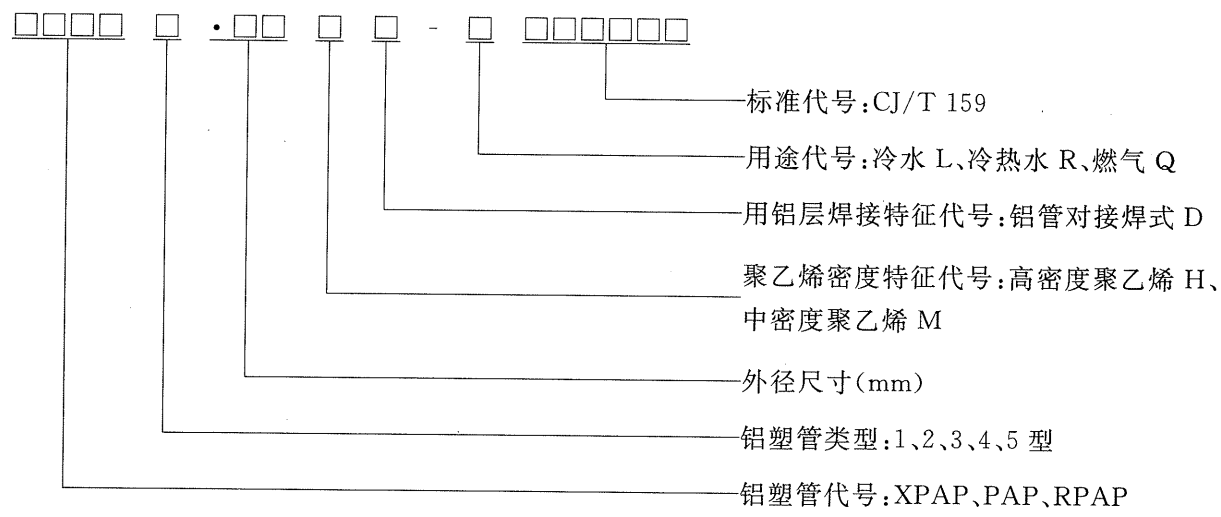 □□□□ □ ·□□ □ □ - □ □□□□□□
标准代号:CJ/T 159
用途代号:冷水 L、冷热水 R、燃气 Q
用铝层焊接特征代号:铝管对接焊式 D
聚乙烯密度特征代号:高密度聚乙烯 H、
中密度聚乙烯 M
外径尺寸(mm)
铝塑管类型:1、2、3、4、5 型
铝塑管代号:XPAP、PAP、RPAP